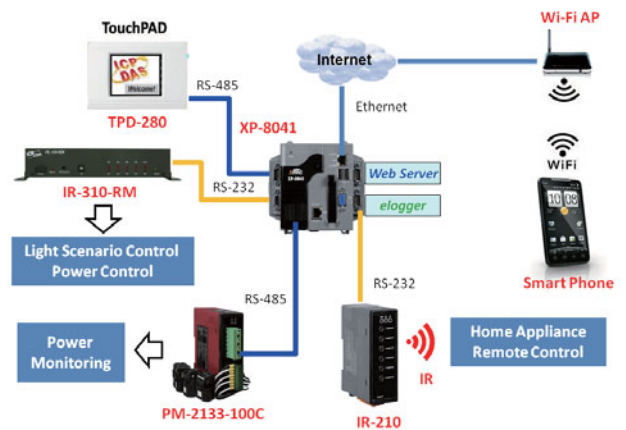 TouchPAD
ICP
DAS
Welcome!
TPD-280
RS-485
XP-8041
Internet
Ethernet
Wi-Fi AP
IR-310-RM
RS-232
Web Server
elogger
WiFi
10 08
Smart Phone
Light Scenario Control
Power Control
RS-485
RS-232
Power
Monitoring
PM-2133-100C
IR-210
IR
Home Appliance
Remote Control